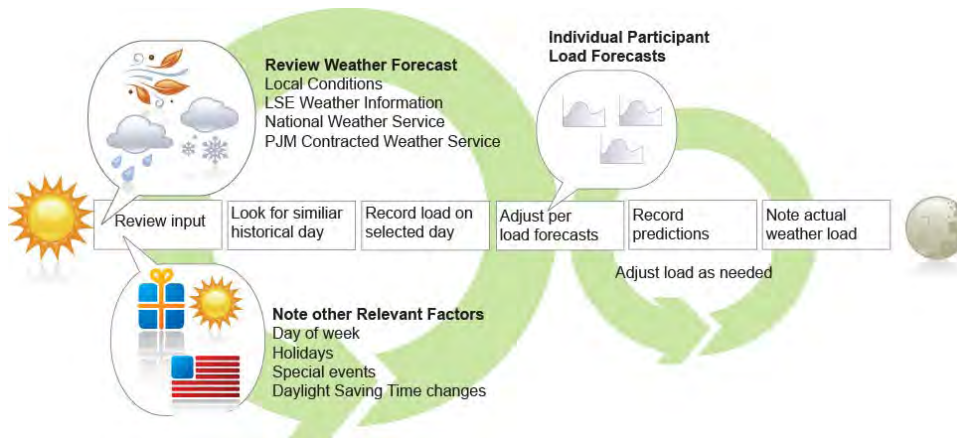 Individual Participant
Load Forecasts
Review Weather Forecast
Local Conditions
LSE Weather Information
National Weather Service
PJM Contracted Weather Service
Review input
Look for similiar
historical day
Record load on
selected day
Adjust per
load forecasts
Record
predictions
Note actual
weather load
Adjust load as needed
Note other Relevant Factors
Day of week
Holidays
Special events
Daylight Saving Time changes